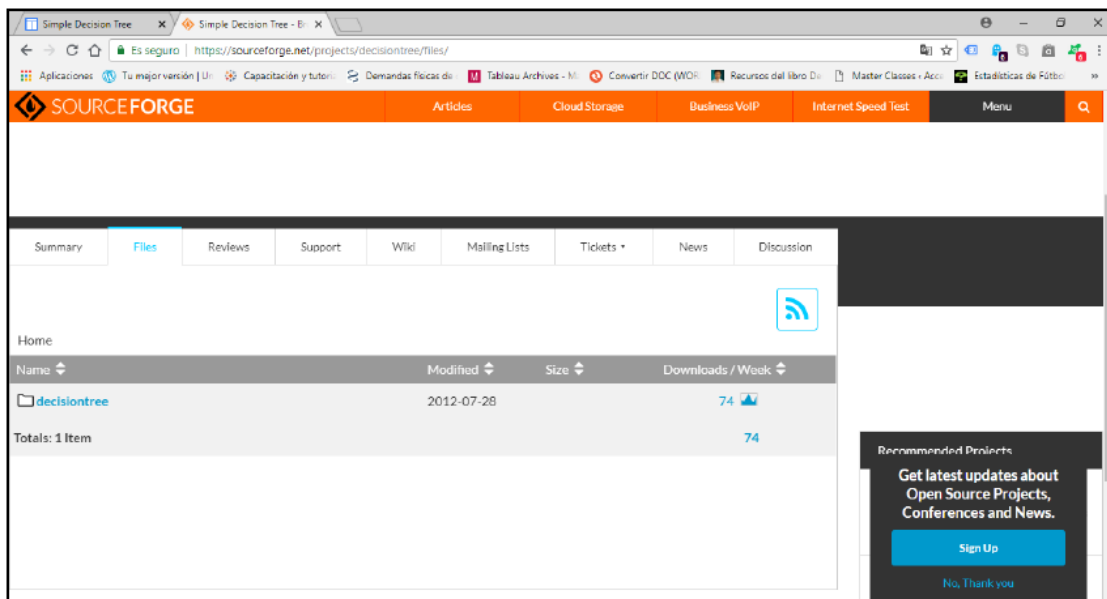 Simple Decision Tree
Simple Decision Tree - Br
Es seguro | https://sourceforge.net/projects/decisiontree/files/
Aplicaciones Tu mejor versión | Un Capacitación y tutori Demandas físicas de Tableau Archives - M Convertir DOC (WOR Recursos del libro Da Master Classes Acce Estadísticas de Fútbo »
SOURCEFORGE Articles Cloud Storage Business VoIP Internet Speed Test Menu
Summary Files Reviews Support Wiki Mailing Lists Tickets News Discussion
Home
Name Modified Size Downloads / Week
decisiontree 2012-07-28 74
Totals: 1 Item 74
Recommended Projects
Get latest updates about
Open Source Projects,
Conferences and News.
Sign Up
No, Thank you